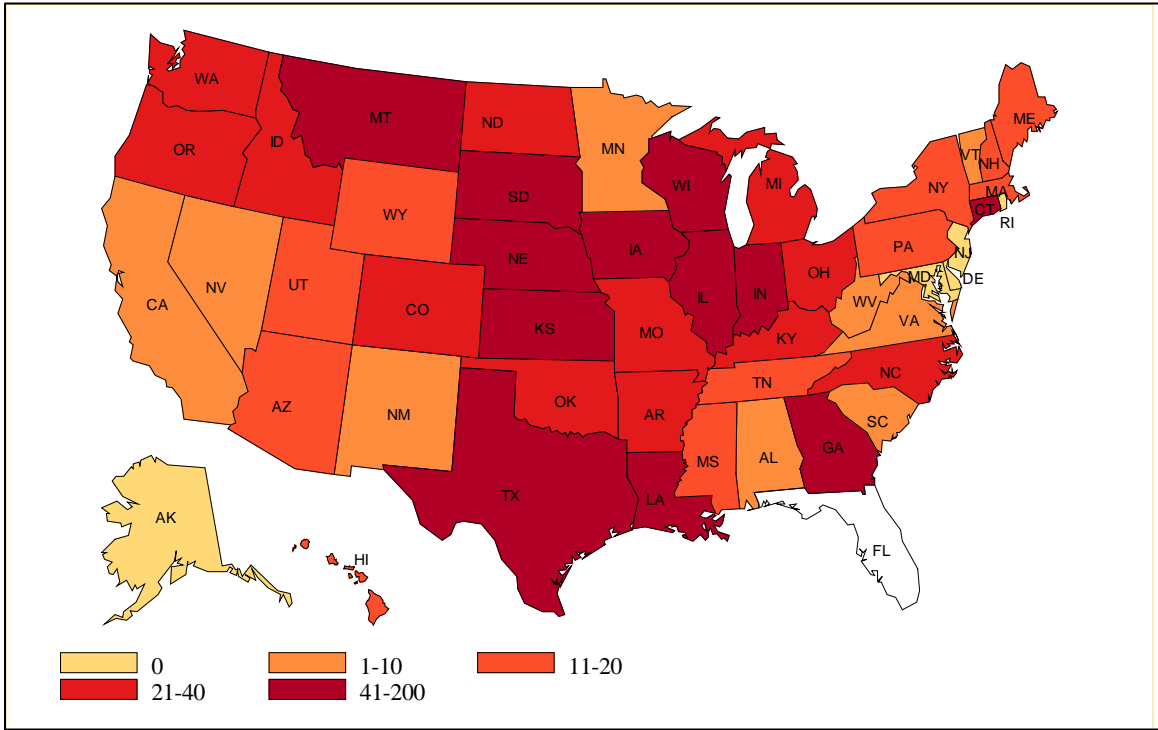 WA
MT
ND
MN
ME
OR
ID
SD
WI
MI
VT
NH
NY
MA
CT
RI
WY
NE
IA
PA
NJ
NV
UT
CO
IL
IN
OH
MD
DE
CA
KS
MO
WV
VA
KY
AZ
NM
OK
AR
TN
NC
MS
AL
GA
SC
TX
LA
AK
HI
FL
0
1-10
11-20
21-40
41-200